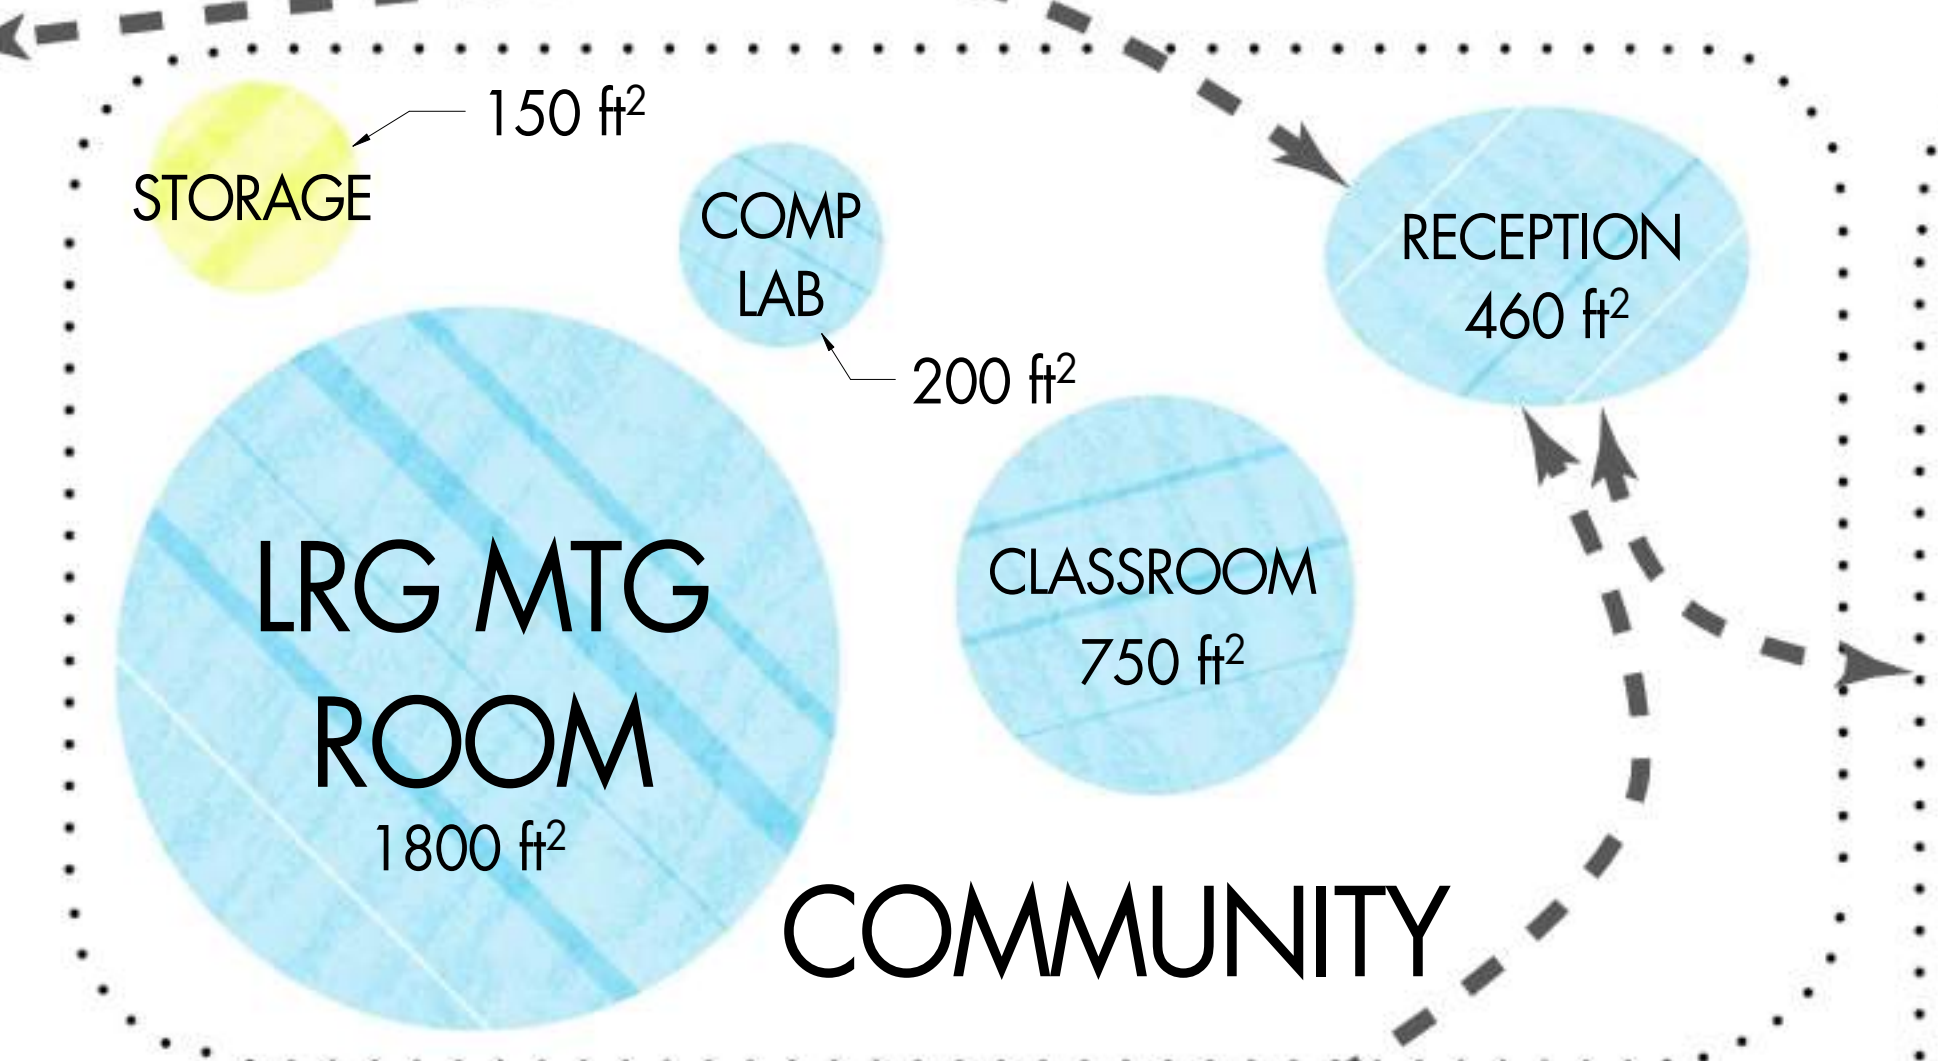 150 ft²
STORAGE
COMP
LAB
200 ft²
RECEPTION
460 ft²
LRG MTG
ROOM
1800 ft²
CLASSROOM
750 ft²
COMMUNITY